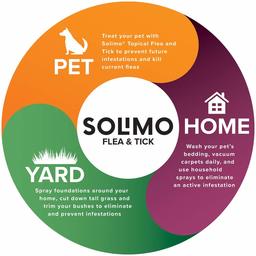 PET
Treat your pet with
Solimo® Topical Flea and
Tick to prevent future
infestations and kill
current fleas
SOLIMO
FLEA & TICK
HOME
Wash your pet's
bedding, vacuum
carpets daily, and
use household
sprays to eliminate
an active infestation
YARD
Spray foundations around your
home, cut down tall grass and
trim your bushes to eliminate
and prevent infestations